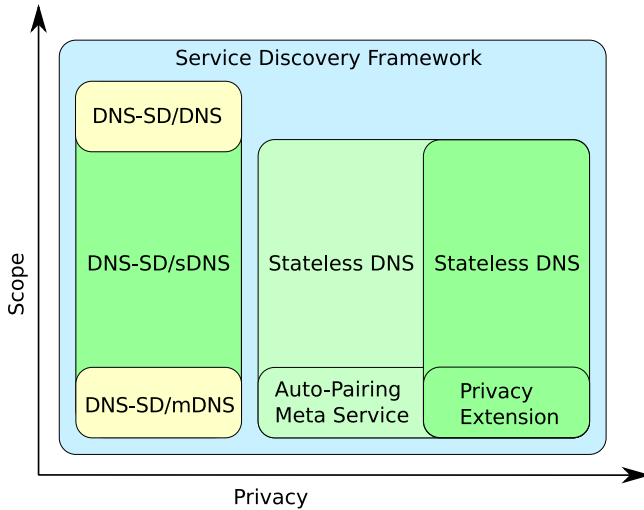 Service Discovery Framework
DNS-SD/DNS
DNS-SD/sDNS
Stateless DNS
Stateless DNS
DNS-SD/mDNS
Auto-Pairing
Meta Service
Privacy
Extension
Scope
Privacy